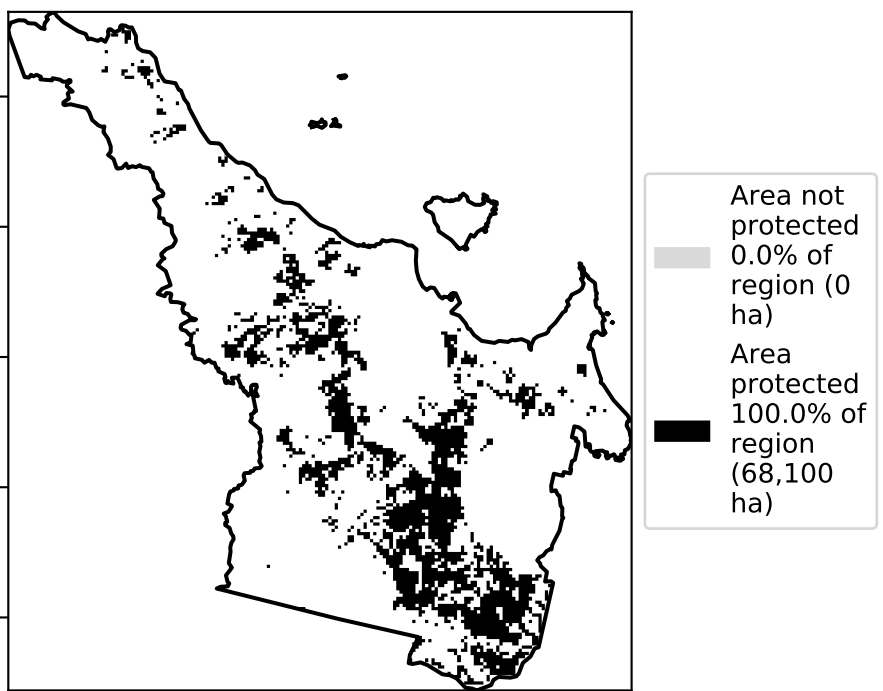 Area not
protected
0.0% of
region (0
ha)
Area
protected
100.0% of
region
(68,100
ha)